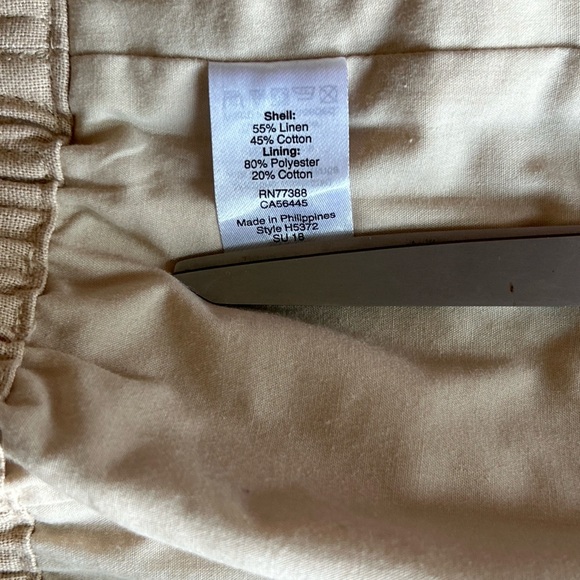 Shell:
55% Linen
45% Cotton
Lining:
80% Polyester
20% Cotton
RN77388
CA56445
Made in Philippines
Style H5372
SU 18